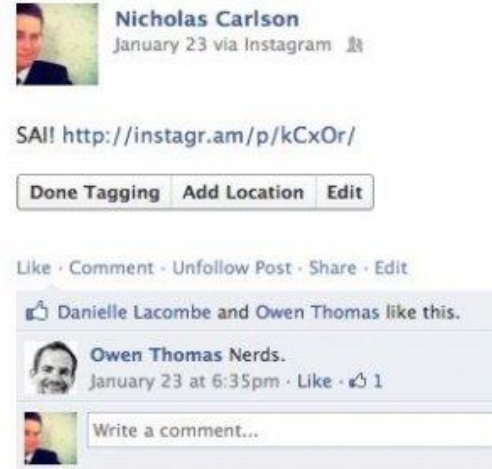 Nicholas Carlson
January 23 via Instagram
SAI! http://instagr.am/p/kCxOr/
Done Tagging Add Location Edit
Like · Comment · Unfollow Post · Share · Edit
Danielle Lacombe and Owen Thomas like this.
Owen Thomas Nerds.
January 23 at 6:35pm · Like · 1
Write a comment...